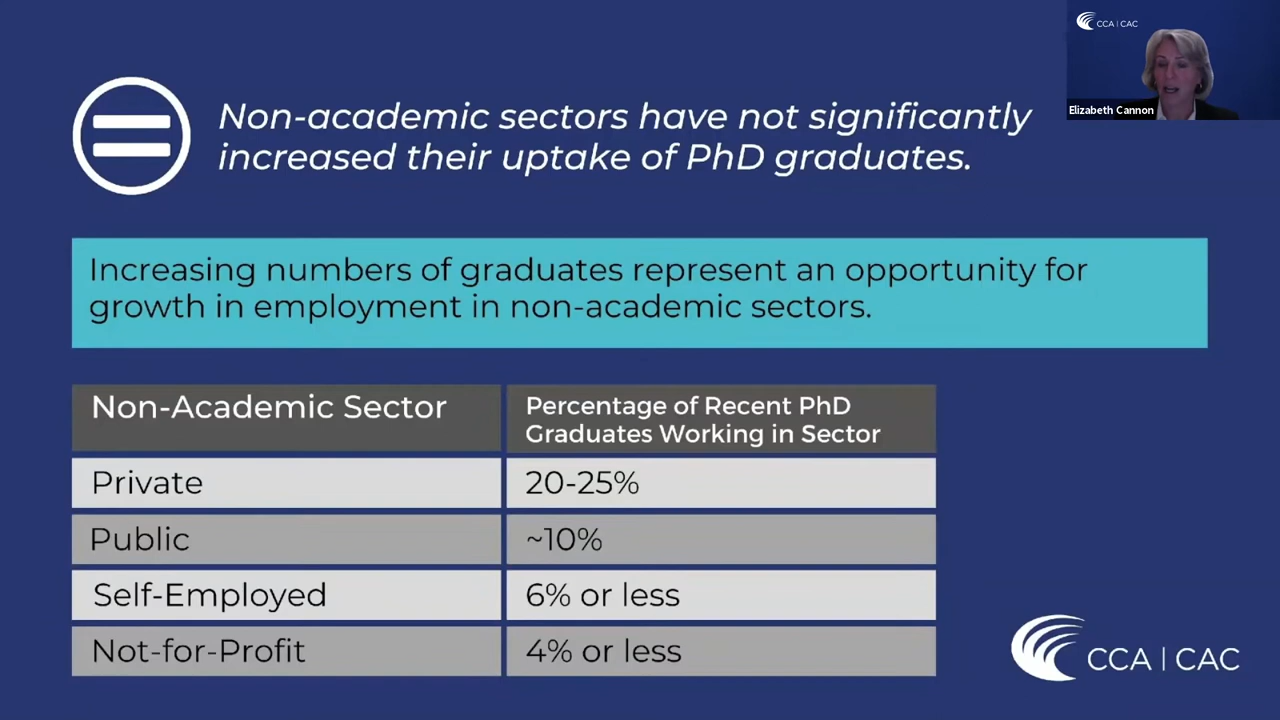 CCA | CAC
Elizabeth Cannon
Non-academic sectors have not significantly
increased their uptake of PhD graduates.
Increasing numbers of graduates represent an opportunity for
growth in employment in non-academic sectors.
Non-Academic Sector
Percentage of Recent PhD
Graduates Working in Sector
Private
20-25%
Public
~10%
Self-Employed
6% or less
Not-for-Profit
4% or less
CCA | CAC